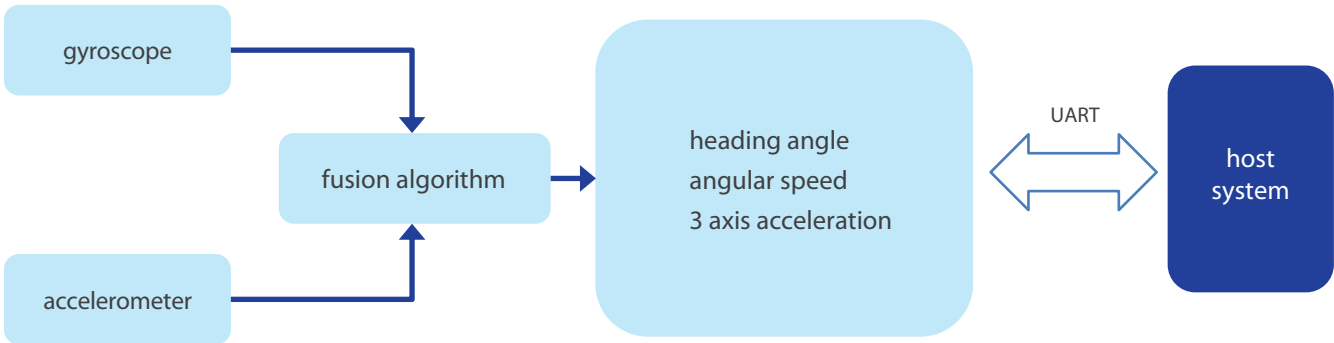 gyroscope
fusion algorithm
accelerometer
heading angle
angular speed
3 axis acceleration
UART
host
system